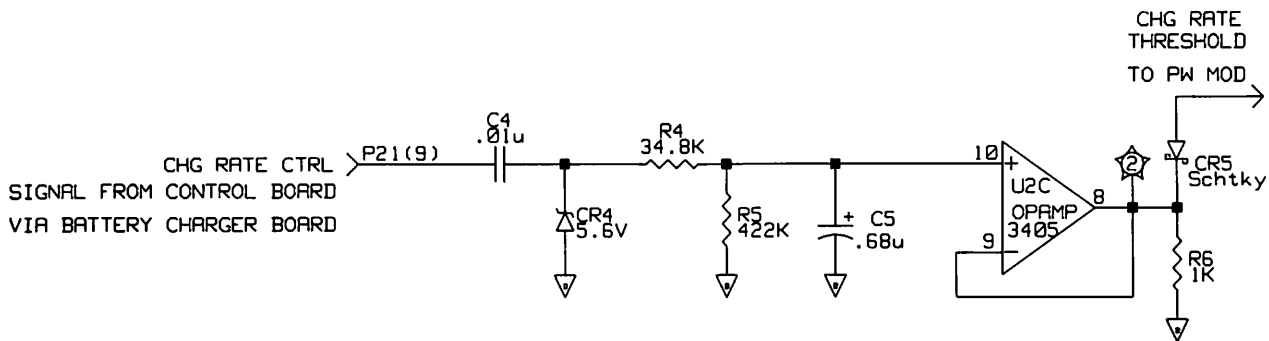 CHG RATE
THRESHOLD
TO PW MOD
C4
.01u
R4
34.8K
P21(9)
CHG RATE CTRL
SIGNAL FROM CONTROL BOARD
VIA BATTERY CHARGER BOARD
10
+
U2C
OPAMP
3405
8
9
−
2
CR5
Schtky
CR4
5.6V
R5
422K
+
C5
.68u
R6
1K